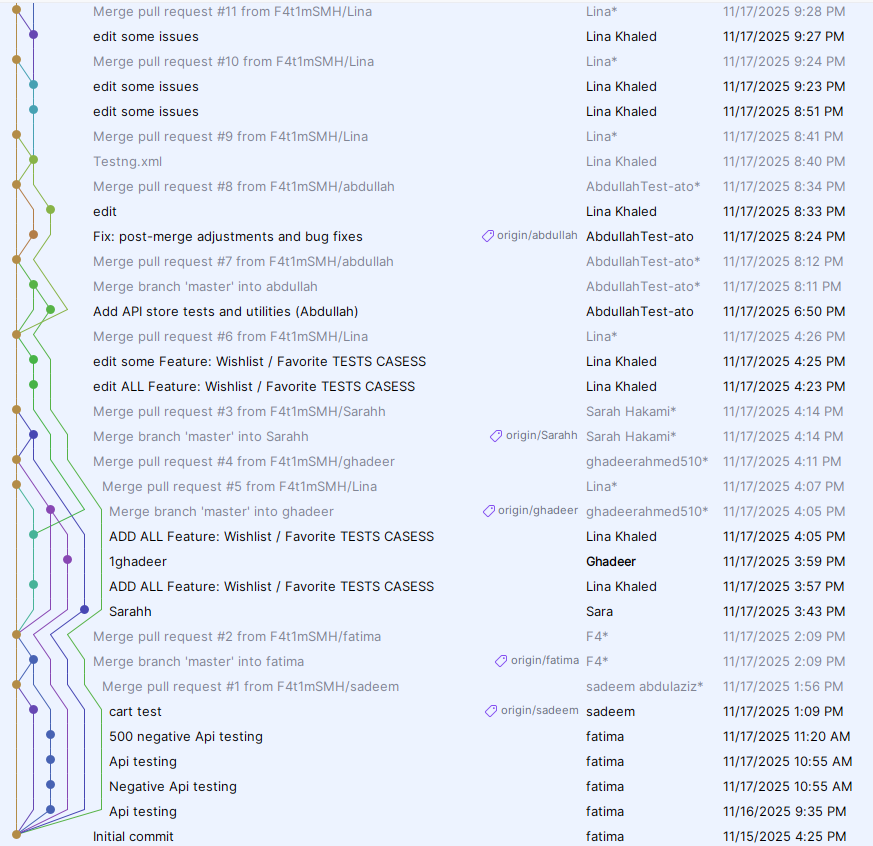 Merge pull request #11 from F4t1mSMH/Lina Lina* 11/17/2025 9:28 PM
edit some issues Lina Khaled 11/17/2025 9:27 PM
Merge pull request #10 from F4t1mSMH/Lina Lina* 11/17/2025 9:24 PM
edit some issues Lina Khaled 11/17/2025 9:23 PM
edit some issues Lina Khaled 11/17/2025 8:51 PM
Merge pull request #9 from F4t1mSMH/Lina Lina* 11/17/2025 8:41 PM
Testng.xml Lina Khaled 11/17/2025 8:40 PM
Merge pull request #8 from F4t1mSMH/abdullah AbdullahTest-ato* 11/17/2025 8:34 PM
edit Lina Khaled 11/17/2025 8:33 PM
Fix: post-merge adjustments and bug fixes origin/abdullah AbdullahTest-ato 11/17/2025 8:24 PM
Merge pull request #7 from F4t1mSMH/abdullah AbdullahTest-ato* 11/17/2025 8:12 PM
Merge branch 'master' into abdullah AbdullahTest-ato* 11/17/2025 8:11 PM
Add API store tests and utilities (Abdullah) AbdullahTest-ato 11/17/2025 6:50 PM
Merge pull request #6 from F4t1mSMH/Lina Lina* 11/17/2025 4:26 PM
edit some Feature: Wishlist / Favorite TESTS CASESS Lina Khaled 11/17/2025 4:25 PM
edit ALL Feature: Wishlist / Favorite TESTS CASESS Lina Khaled 11/17/2025 4:23 PM
Merge pull request #3 from F4t1mSMH/Sarahh Sarah Hakami* 11/17/2025 4:14 PM
Merge branch 'master' into Sarahh origin/Sarahh Sarah Hakami* 11/17/2025 4:14 PM
Merge pull request #4 from F4t1mSMH/ghadeer ghadeerahmed510* 11/17/2025 4:11 PM
Merge pull request #5 from F4t1mSMH/Lina Lina* 11/17/2025 4:07 PM
Merge branch 'master' into ghadeer origin/ghadeer ghadeerahmed510* 11/17/2025 4:05 PM
ADD ALL Feature: Wishlist / Favorite TESTS CASESS Lina Khaled 11/17/2025 4:05 PM
1ghadeer Ghadeer 11/17/2025 3:59 PM
ADD ALL Feature: Wishlist / Favorite TESTS CASESS Lina Khaled 11/17/2025 3:57 PM
Sarahh Sara 11/17/2025 3:43 PM
Merge pull request #2 from F4t1mSMH/fatima F4* 11/17/2025 2:09 PM
Merge branch 'master' into fatima origin/fatima F4* 11/17/2025 2:09 PM
Merge pull request #1 from F4t1mSMH/sadeem sadeem abdulaziz* 11/17/2025 1:56 PM
cart test origin/sadeem sadeem 11/17/2025 1:09 PM
500 negative Api testing fatima 11/17/2025 11:20 AM
Api testing fatima 11/17/2025 10:55 AM
Negative Api testing fatima 11/17/2025 10:55 AM
Api testing fatima 11/16/2025 9:35 PM
Initial commit fatima 11/15/2025 4:25 PM